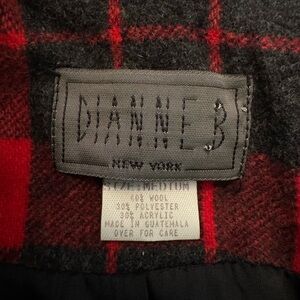 DIANNE B
NEW YORK
SIZE: MEDIUM
40% WOOL
30% POLYESTER
30% ACRYLIC
MADE IN GUATEMALA
OVER FOR CARE